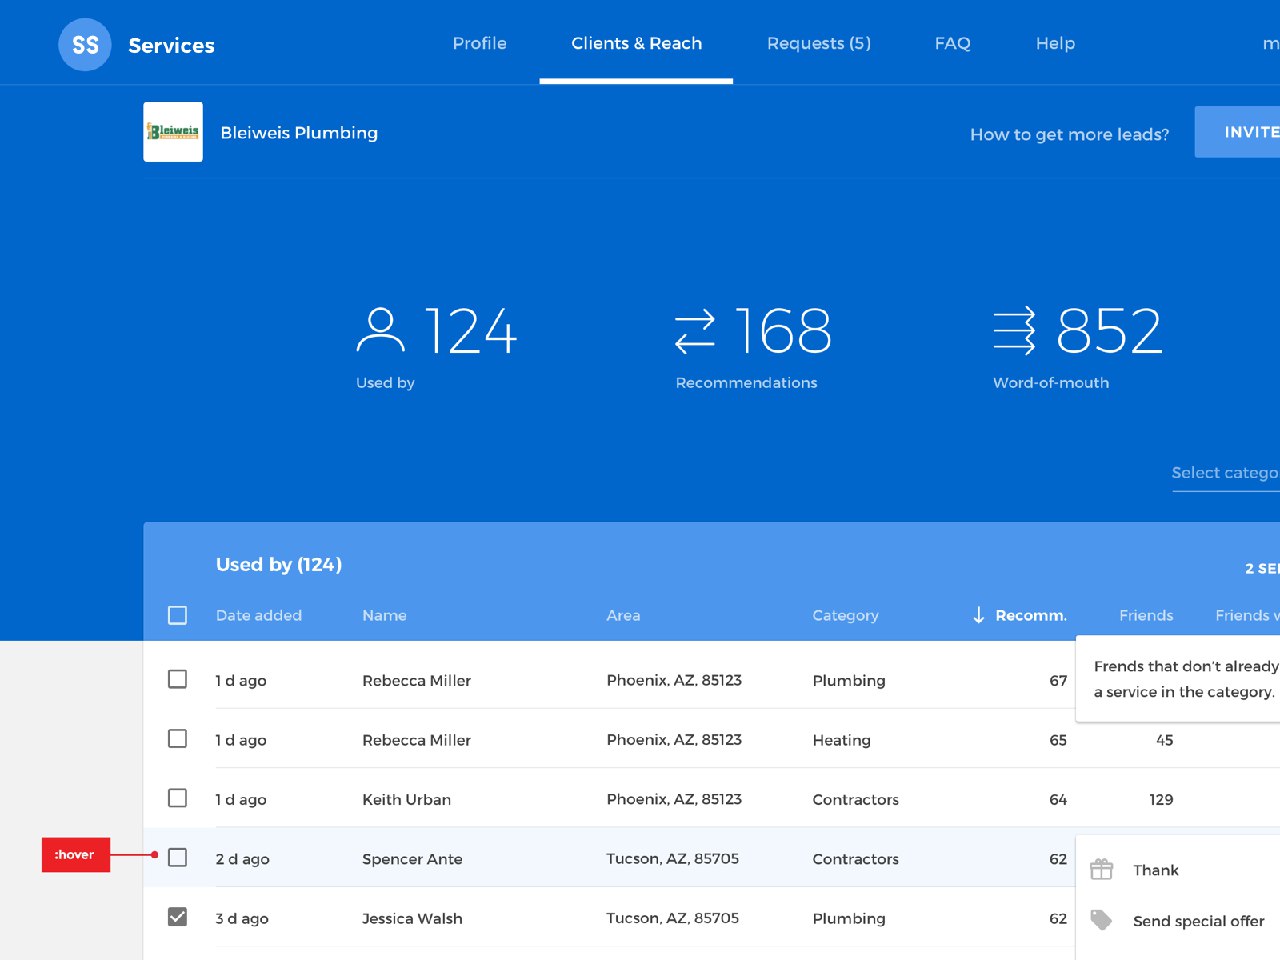 SS Services Profile Clients & Reach Requests (5) FAQ Help m
Bleiweis Bleiweis Plumbing How to get more leads? INVITE
124 168 852
Used by Recommendations Word-of-mouth
Select catego
Used by (124) 2 SE
Date added Name Area Category Recomm. Friends Friends w
Frends that don't already
a service in the category.
1 d ago Rebecca Miller Phoenix, AZ, 85123 Plumbing 67
1 d ago Rebecca Miller Phoenix, AZ, 85123 Heating 65 45
1 d ago Keith Urban Phoenix, AZ, 85123 Contractors 64 129
:hover 2 d ago Spencer Ante Tucson, AZ, 85705 Contractors 62
Thank
3 d ago Jessica Walsh Tucson, AZ, 85705 Plumbing 62
Send special offer